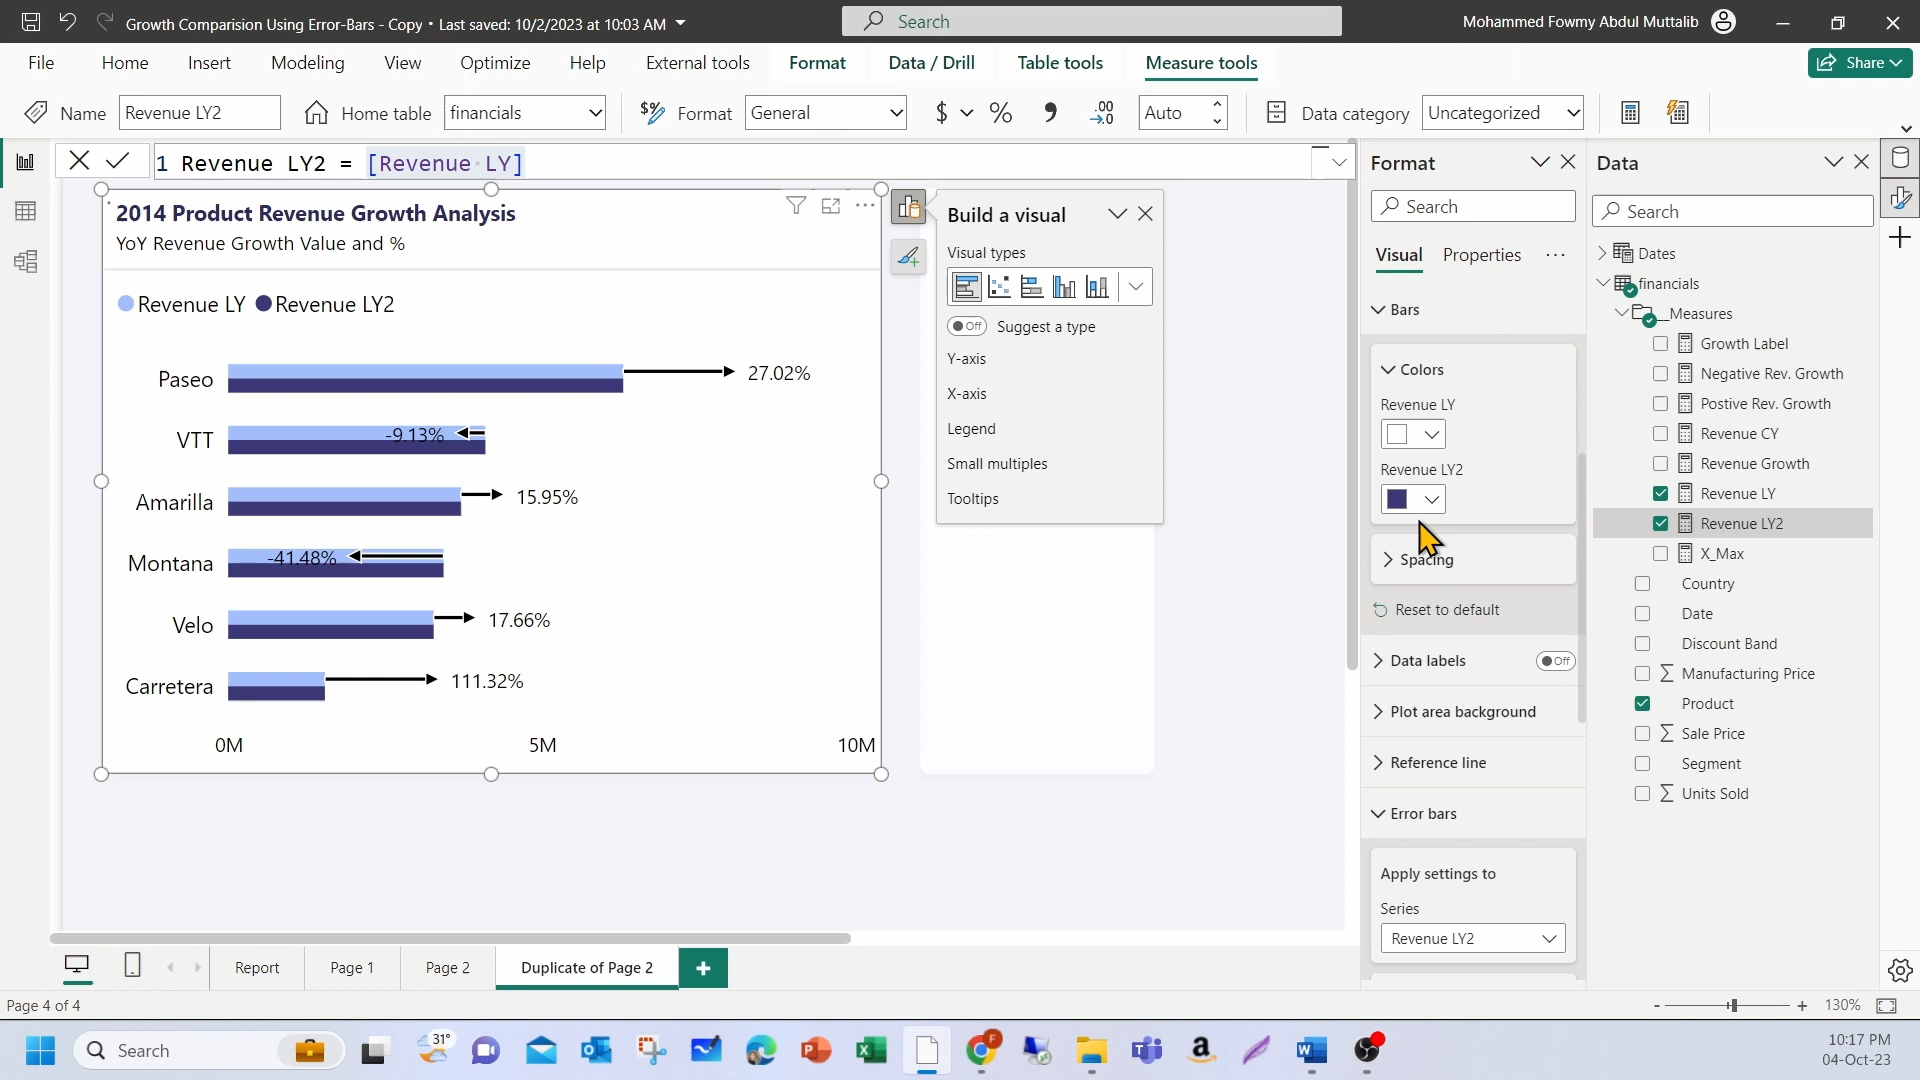 Growth Comparision Using Error-Bars - Copy • Last saved: 10/2/2023 at 10:03 AM
Search
Mohammed Fowmy Abdul Muttalib
File Home Insert Modeling View Optimize Help External tools Format Data / Drill Table tools Measure tools
Share
Name Revenue LY2
Home table financials
Format General
$ % 9 .00 Auto
Data category Uncategorized
1 Revenue LY2 = [Revenue LY]
2014 Product Revenue Growth Analysis
YoY Revenue Growth Value and %
Revenue LY Revenue LY2
Paseo 27.02%
VTT -9.13%
Amarilla 15.95%
Montana -41.48%
Velo 17.66%
Carretera 111.32%
0M 5M 10M
Build a visual
Visual types
Off Suggest a type
Y-axis
X-axis
Legend
Small multiples
Tooltips
Format
Search
Visual Properties ...
Bars
Colors
Revenue LY
Revenue LY2
Spacing
Reset to default
Data labels Off
Plot area background
Reference line
Error bars
Apply settings to
Series
Revenue LY2
Data
Search
Dates
financials
__Measures
Growth Label
Negative Rev. Growth
Postive Rev. Growth
Revenue CY
Revenue Growth
Revenue LY
Revenue LY2
X_Max
Country
Date
Discount Band
∑ Manufacturing Price
Product
∑ Sale Price
Segment
∑ Units Sold
Report Page 1 Page 2 Duplicate of Page 2 +
Page 4 of 4
- + 130%
Search
31°
10:17 PM
04-Oct-23